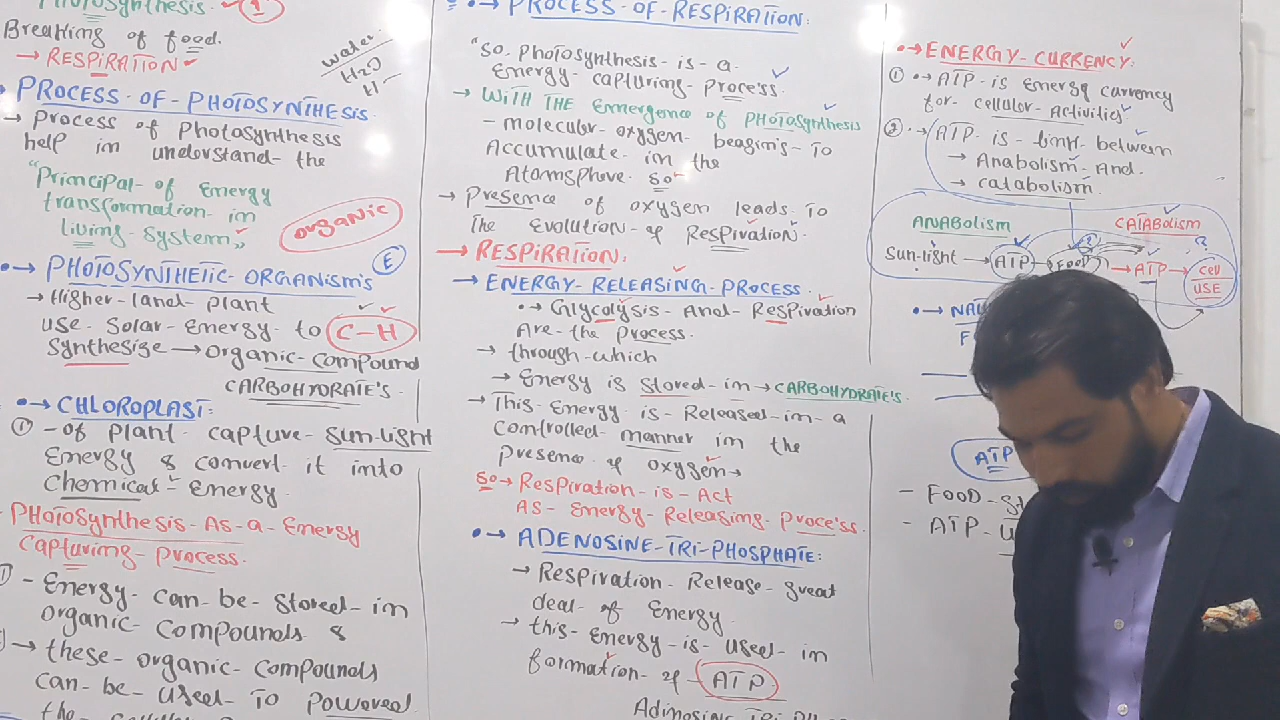 Photosynthesis.
Breathing of food.
→ RESPIRATION
Water
H2O
PROCESS-OF-PHOTOSYNTHESIS
→ Process of photosynthesis
help in understand-the
"Principal-of Energy
transformation-in
living-System"
ORGANIC
•→ PHOTOSYNTHETIC-ORGANISM'S
E
→ Higher-land-plant
use-Solar-Energy-to C-H
Synthesize → Organic-Compound
CARBOHYDRATE'S.
•→ CHLOROPLAST:
① - of plant-capture-Sun-light
Energy & convert-it into
Chemical-Energy.
PHOTOSynthesis-As-a-Energy
Capturing-Process.
① - Energy-can-be-Stored-in
Organic-Compounds &
→ these-organic-compounds
can-be-used-TO Powered
the-
•→ PROCESS-OF-RESPIRATION:
"So-Photosynthesis-is-a
Energy-capturing-Process.
→ WITH THE Emergence of PHOTOSYnthesis
- molecular-oxygen-beagins-To
Accumulate-in the
Atomsphere. So
→ Presence of oxygen leads-To
The Evolution-of Respiration.
→ RESPIRATION:
→ ENERGY-RELEASING-PROCESS.
•→ Glycolysis-And-Respiration
Are-the Process.
→ through-which
→ Energy is Stored-in → CARBOHYDRATE'S.
→ This-Energy is-Released-in-a
controlled-manner in the
presence of oxygen→
So→ Respiration-is-Act
AS-Energy-Releasing-Process.
•→ ADENOSINE-TRI-PHOSPHATE:
→ Respiration-Release-great
deal-of Energy.
→ this-Energy-is-used-in
formation-of-ATP
•→ ENERGY-CURRENCY:
① •→ ATP-is Energy currency
for-cellular-Activities
② •→ ATP-is-link-between
→ Anabolism-And.
→ catabolism.
ANABolism
CATAbolism
?
Sun-light → ATP → FOOD → ATP → Cell
USE
•→
ATP
- FOOD-
- ATP-